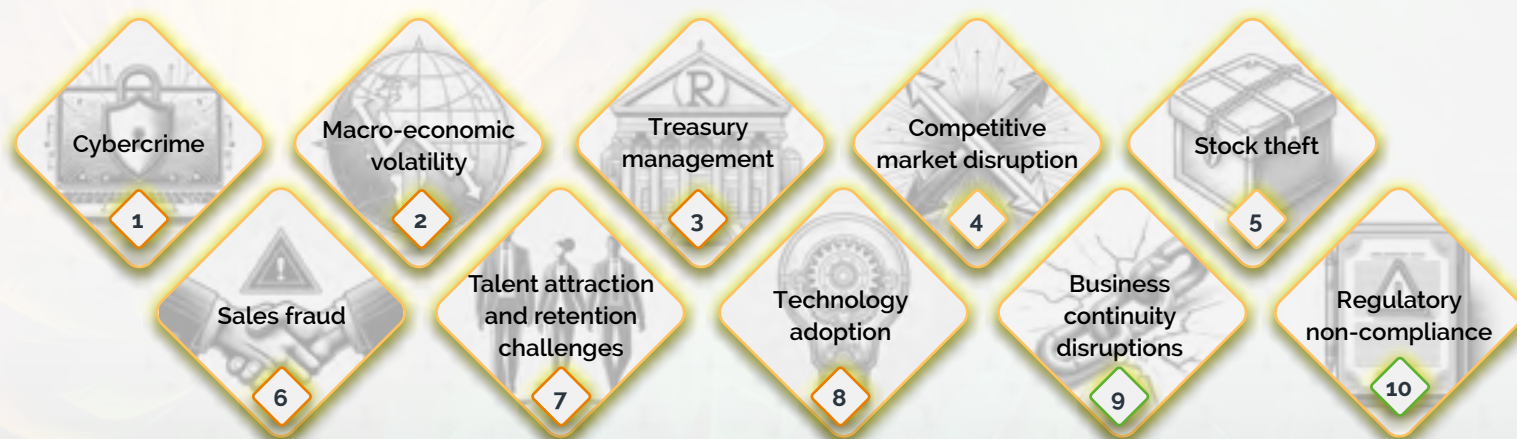 Cybercrime
1
Macro-economic
volatility
2
R
Treasury
management
3
Competitive
market disruption
4
Stock theft
5
Sales fraud
6
Talent attraction
and retention
challenges
7
Technology
adoption
8
Business
continuity
disruptions
9
Regulatory
non-compliance
10